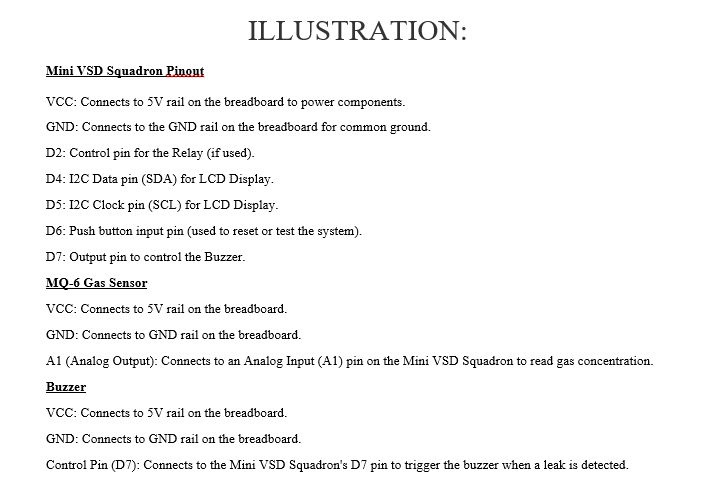 ILLUSTRATION:
Mini VSD Squadron Pinout
VCC: Connects to 5V rail on the breadboard to power components.
GND: Connects to the GND rail on the breadboard for common ground.
D2: Control pin for the Relay (if used).
D4: I2C Data pin (SDA) for LCD Display.
D5: I2C Clock pin (SCL) for LCD Display.
D6: Push button input pin (used to reset or test the system).
D7: Output pin to control the Buzzer.
MQ-6 Gas Sensor
VCC: Connects to 5V rail on the breadboard.
GND: Connects to GND rail on the breadboard.
A1 (Analog Output): Connects to an Analog Input (A1) pin on the Mini VSD Squadron to read gas concentration.
Buzzer
VCC: Connects to 5V rail on the breadboard.
GND: Connects to GND rail on the breadboard.
Control Pin (D7): Connects to the Mini VSD Squadron's D7 pin to trigger the buzzer when a leak is detected.